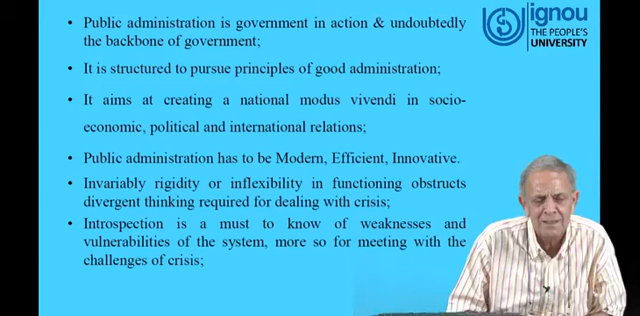 • Public administration is government in action & undoubtedly
the backbone of government;
• It is structured to pursue principles of good administration;
• It aims at creating a national modus vivendi in socio-
economic, political and international relations;
• Public administration has to be Modern, Efficient, Innovative.
• Invariably rigidity or inflexibility in functioning obstructs
divergent thinking required for dealing with crisis;
• Introspection is a must to know of weaknesses and
vulnerabilities of the system, more so for meeting with the
challenges of crisis;
ignou
THE PEOPLE'S
UNIVERSITY